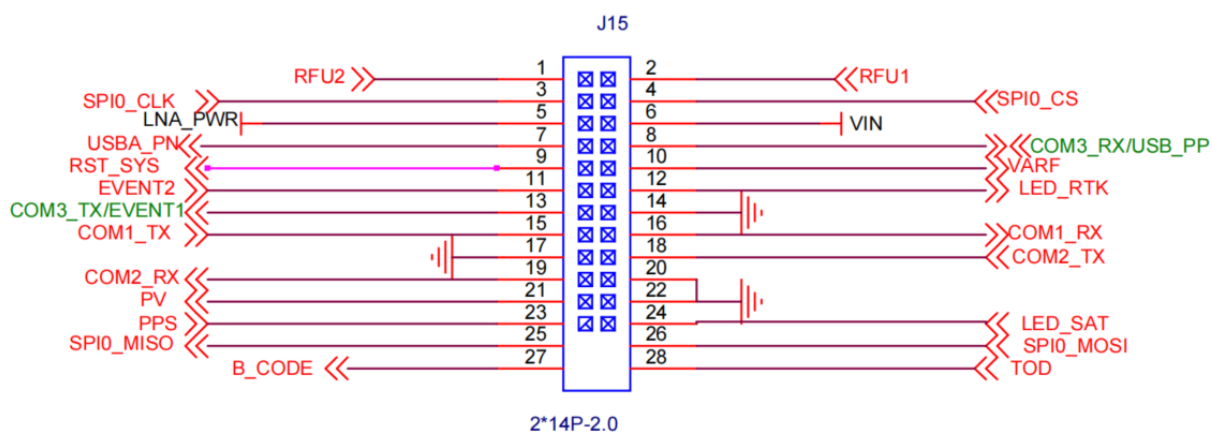 J15
RFU2 1 2 RFU1
SPI0_CLK 3 4 SPI0_CS
LNA_PWR 5 6 VIN
USBA_PN 7 8 COM3_RX/USB_PP
RST_SYS 9 10 VARF
EVENT2 11 12 LED_RTK
COM3_TX/EVENT1 13 14
COM1_TX 15 16 COM1_RX
17 18 COM2_TX
COM2_RX 19 20
PV 21 22
PPS 23 24 LED_SAT
SPI0_MISO 25 26 SPI0_MOSI
B_CODE 27 28 TOD
2*14P-2.0